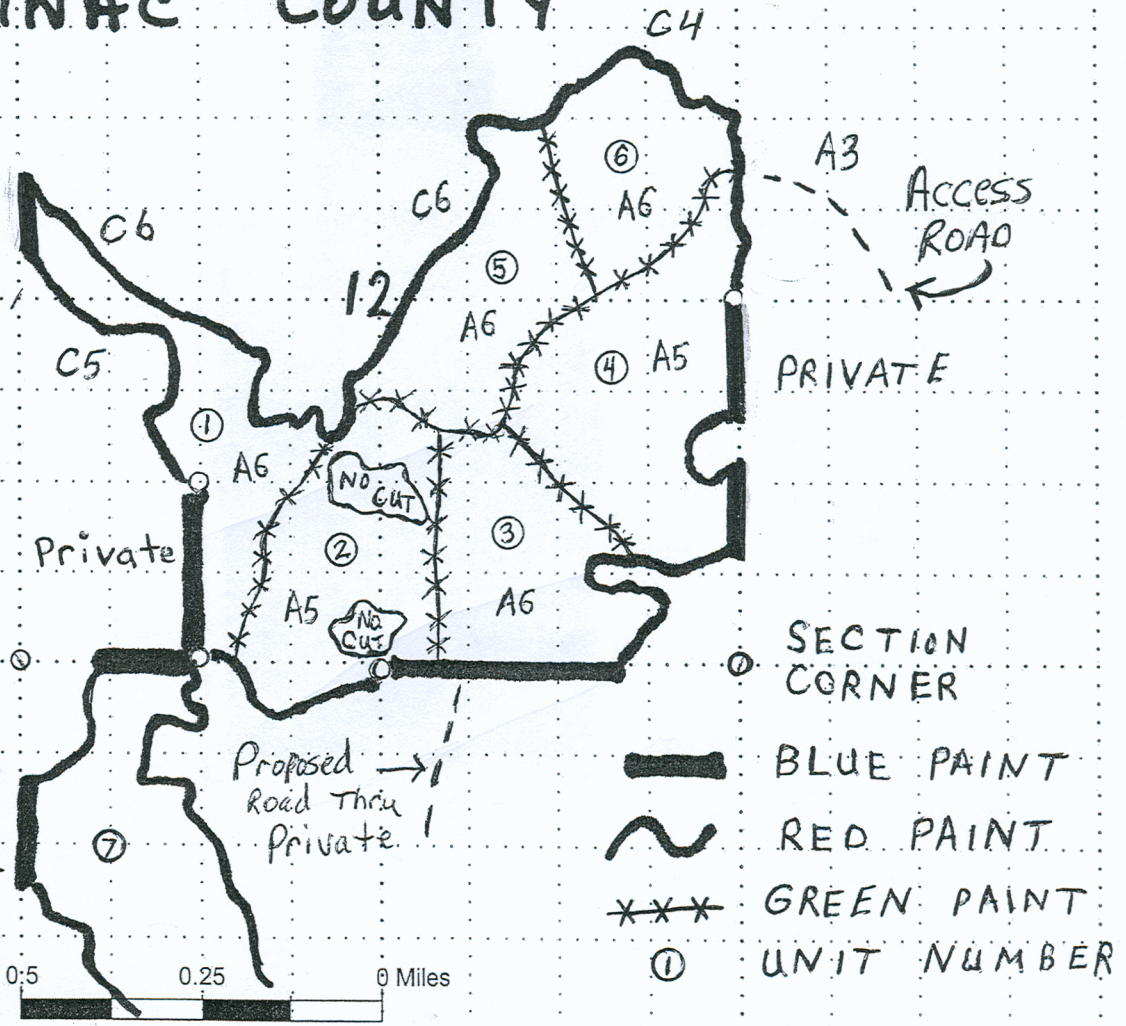 COUNTY
C4
A3
ACCESS
ROAD
6
A6
C6
C6
12
5
A6
4
A5
PRIVATE
C5
1
A6
NO
CUT
Private
2
3
A5
A6
NO
CUT
SECTION
CORNER
BLUE PAINT
Proposed
Road Thru
Private
RED PAINT
7
GREEN PAINT
1 UNIT NUMBER
0.5 0.25 0 Miles